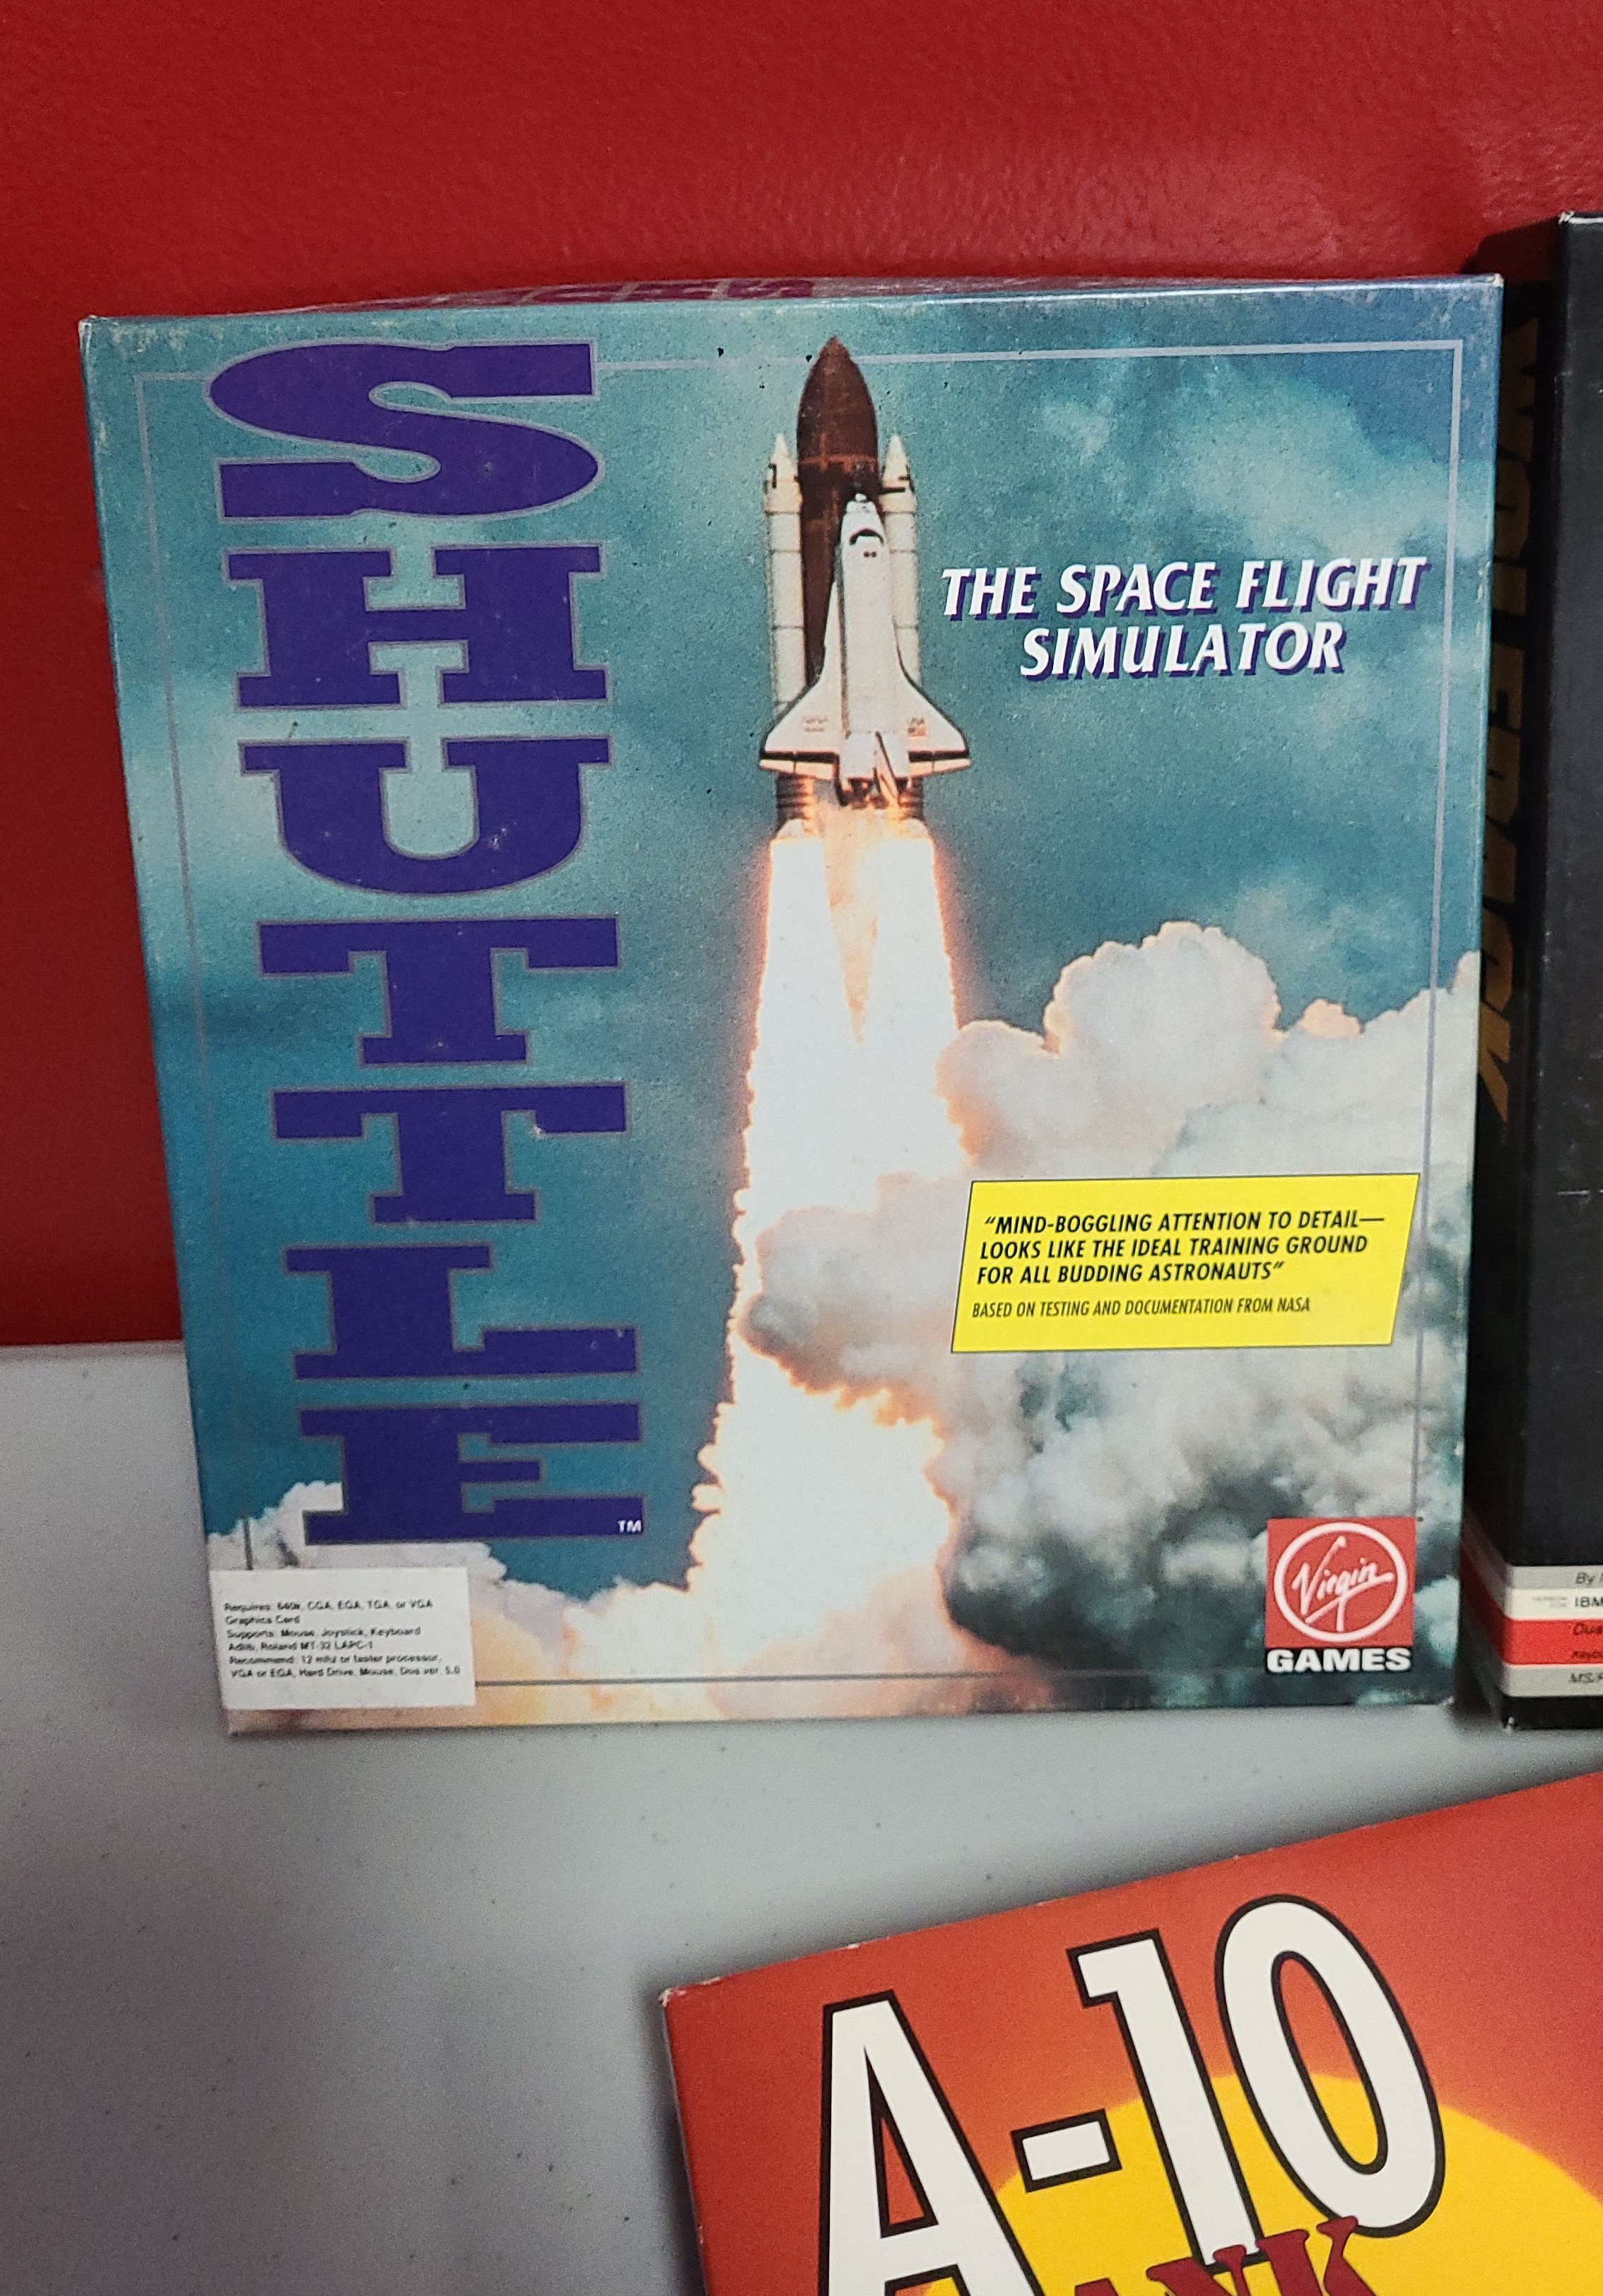 SHUTTLE™
THE SPACE FLIGHT
SIMULATOR
"MIND-BOGGLING ATTENTION TO DETAIL—
LOOKS LIKE THE IDEAL TRAINING GROUND
FOR ALL BUDDING ASTRONAUTS"
BASED ON TESTING AND DOCUMENTATION FROM NASA
Requires: 640k, CGA, EGA, TGA, or VGA
Graphics Card
Supports: Mouse, Joystick, Keyboard
Adlib, Roland MT-32 LAPC-1
Recommend: 12 mhz or faster processor,
VGA or EGA, Hard Drive, Mouse, Dos ver. 5.0
Virgin
GAMES
WOLFPACK
By
IBM
A-10